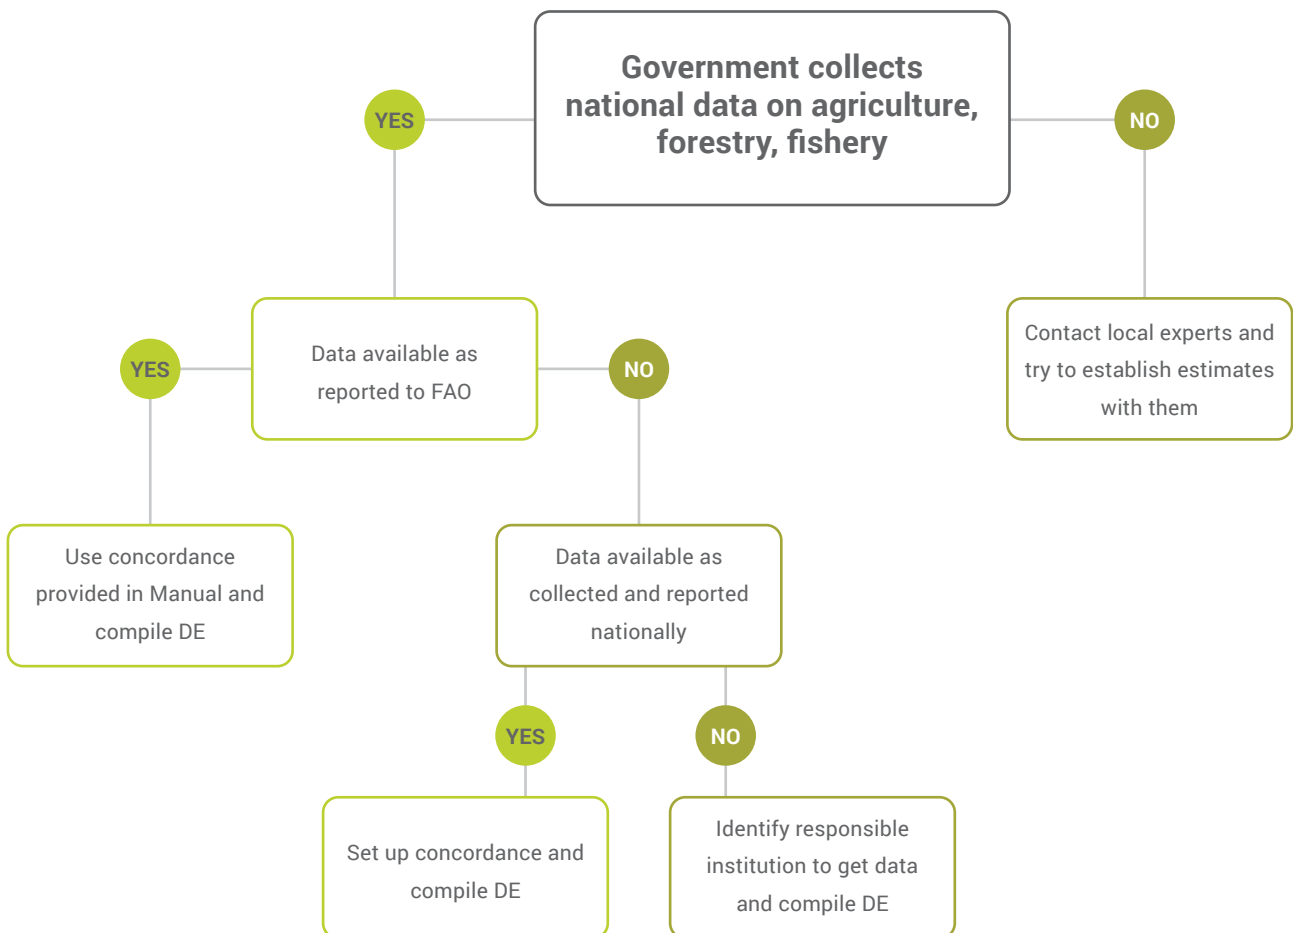 Government collects
national data on agriculture,
forestry, fishery
YES
NO
Data available as
reported to FAO
Contact local experts and
try to establish estimates
with them
YES
NO
Use concordance
provided in Manual and
compile DE
Data available as
collected and reported
nationally
YES
NO
Set up concordance and
compile DE
Identify responsible
institution to get data
and compile DE